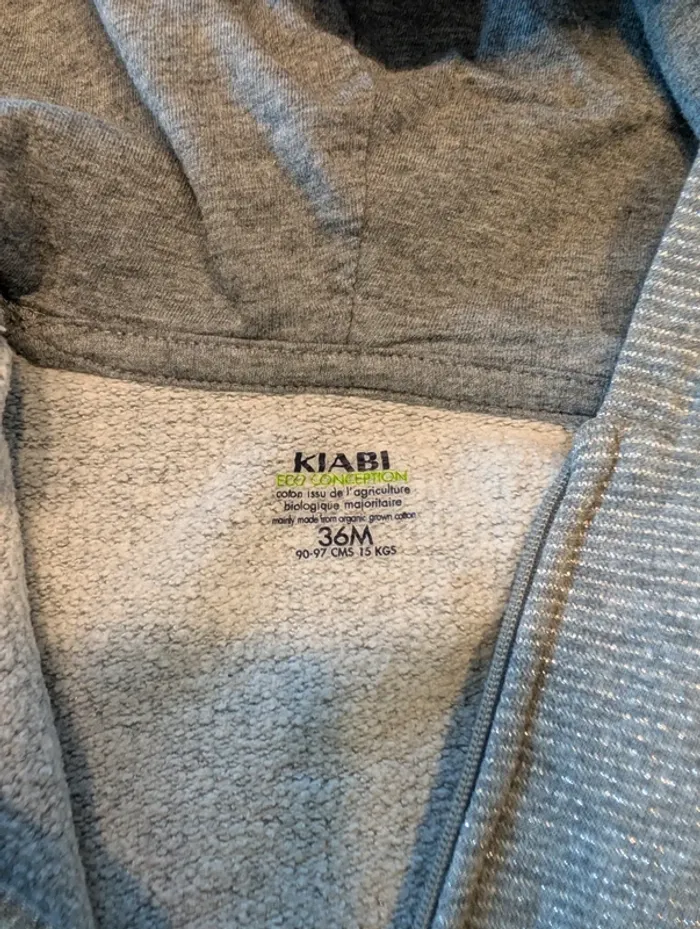 KIABI
ECO CONCEPTION
coton issu de l'agriculture
biologique majoritaire
mainly made from organic grown cotton
36M
90-97 CMS 15 KGS